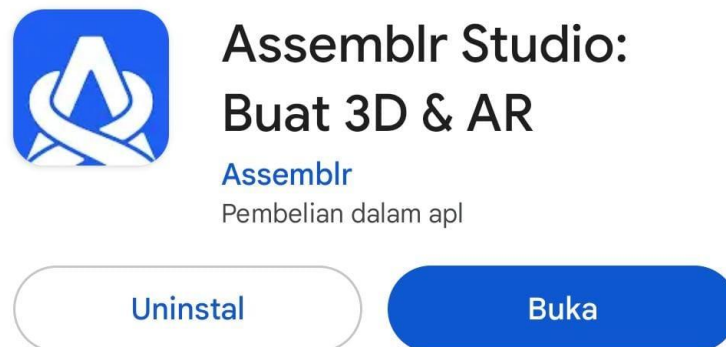 Assemblr Studio:
Buat 3D & AR
Assemblr
Pembelian dalam apl
Uninstal
Buka